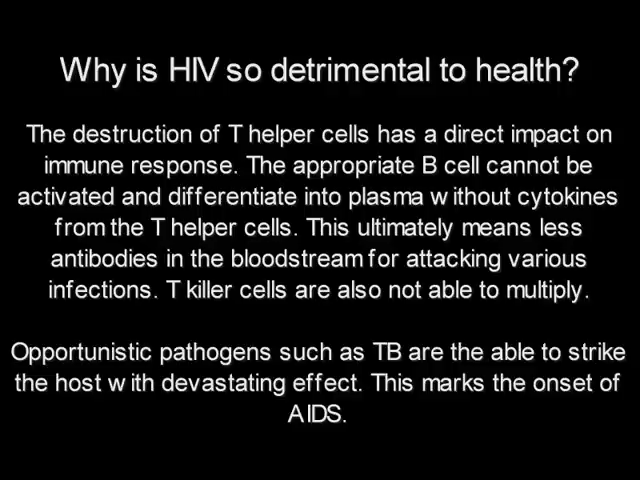 Why is HIV so detrimental to health?
The destruction of T helper cells has a direct impact on
immune response. The appropriate B cell cannot be
activated and differentiate into plasma without cytokines
from the T helper cells. This ultimately means less
antibodies in the bloodstream for attacking various
infections. T killer cells are also not able to multiply.
Opportunistic pathogens such as TB are the able to strike
the host with devastating effect. This marks the onset of
AIDS.